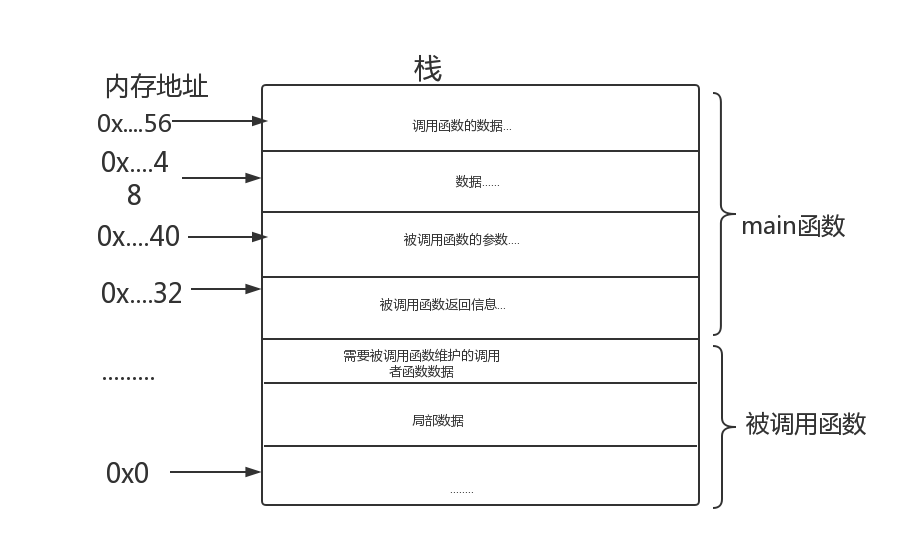 栈
内存地址
0x....56
调用函数的数据...
0x....4
8
数据......
main函数
0x....40
被调用函数的参数....
0x....32
被调用函数返回信息...
需要被调用函数维护的调用
者函数数据
.........
局部数据
被调用函数
0x0
........